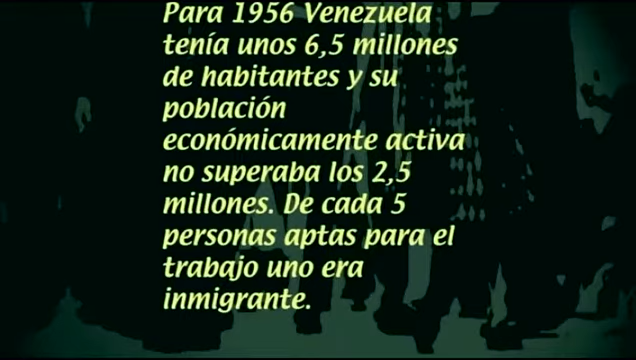 Para 1956 Venezuela
tenía unos 6,5 millones
de habitantes y su
población
económicamente activa
no superaba los 2,5
millones. De cada 5
personas aptas para el
trabajo uno era
inmigrante.